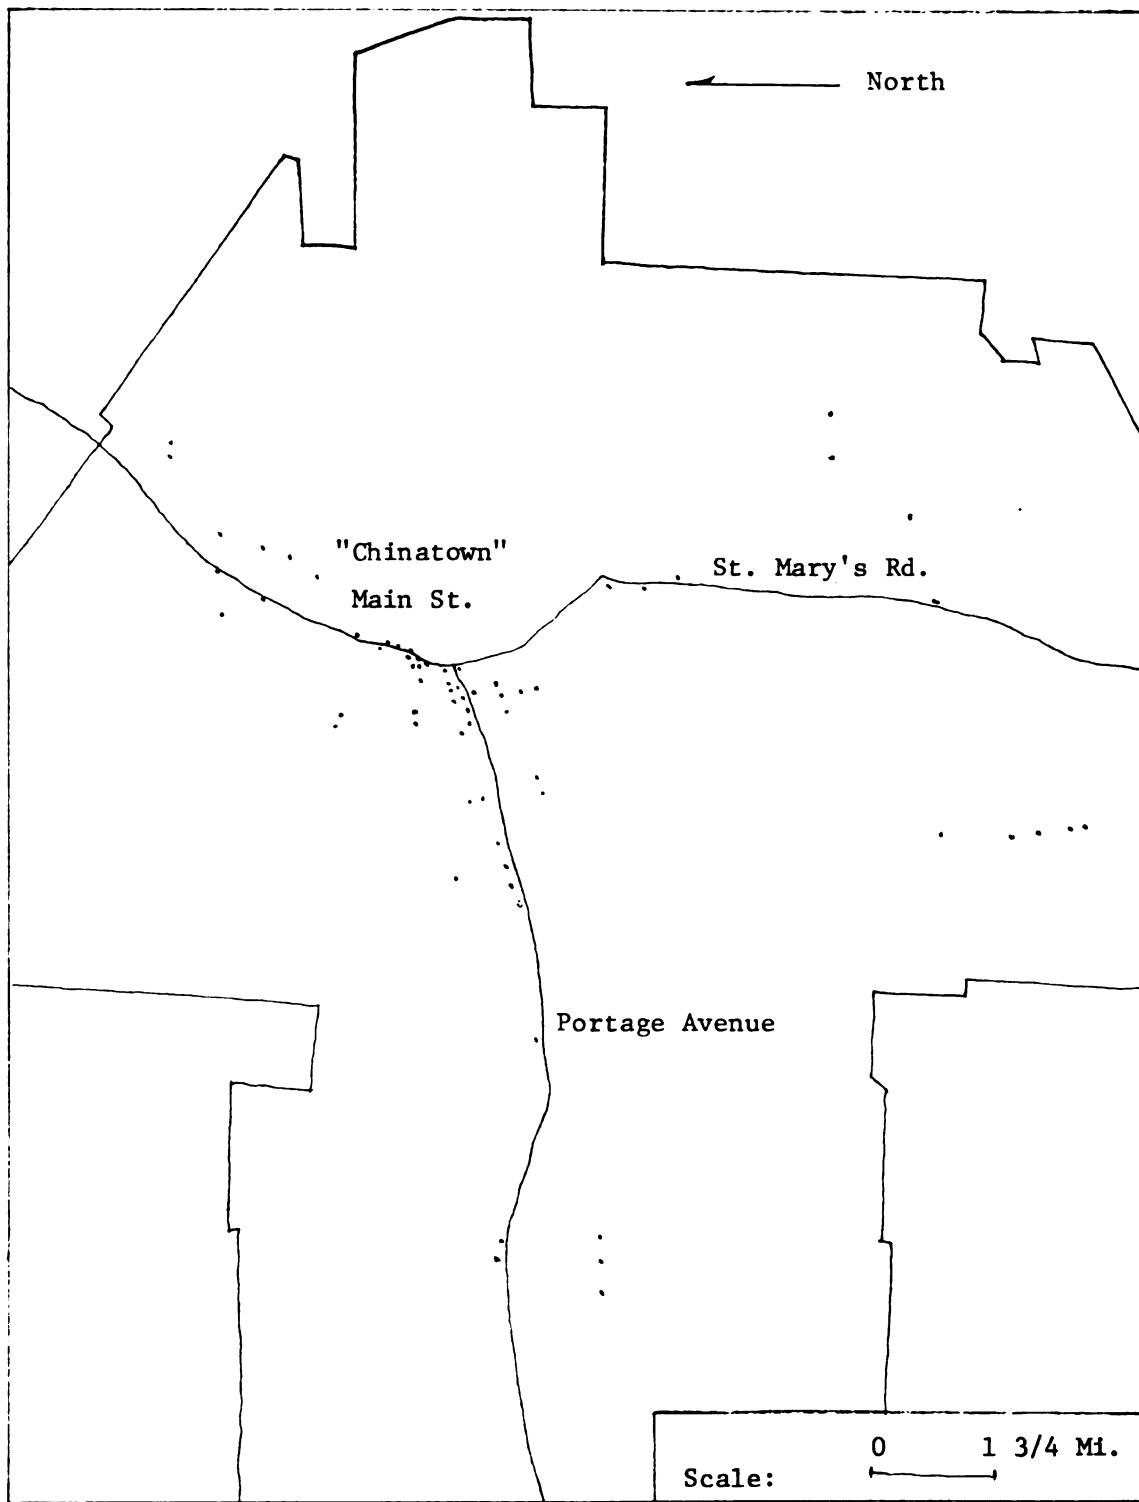 North
"Chinatown"
Main St.
St. Mary's Rd.
Portage Avenue
0 1 3/4 Mi.
Scale: